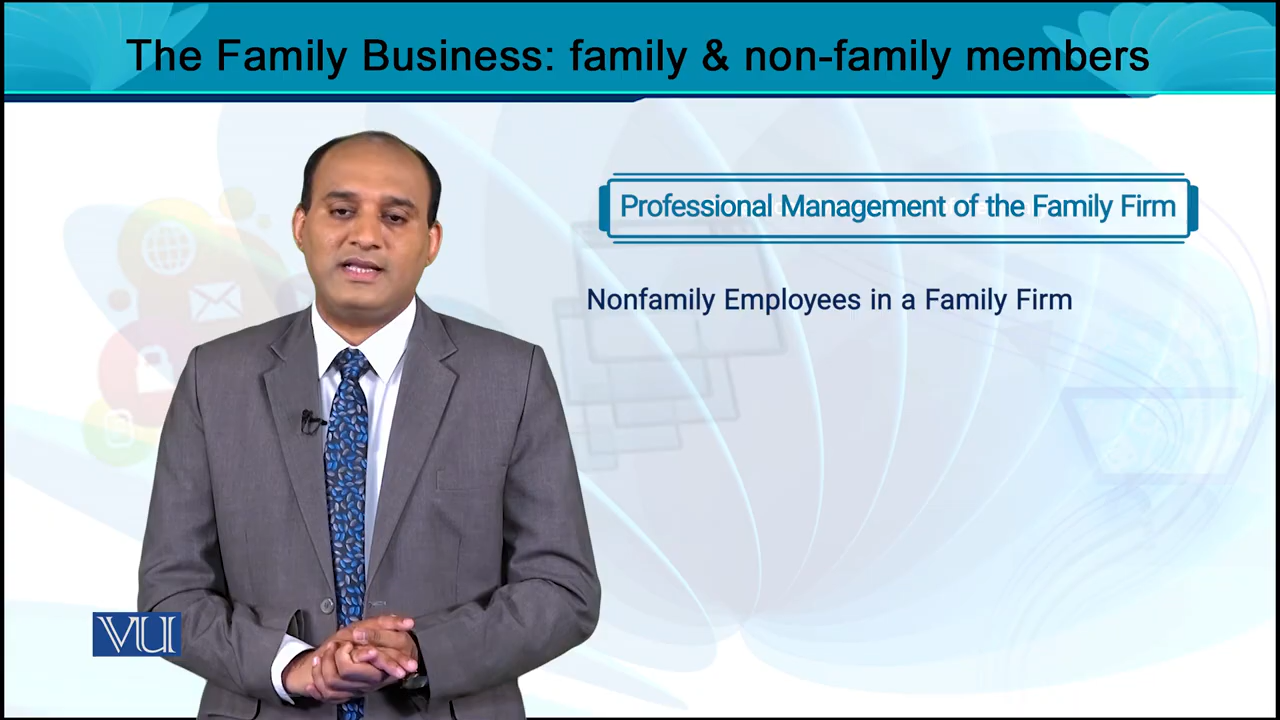 The Family Business: family & non-family members
Professional Management of the Family Firm
Nonfamily Employees in a Family Firm
VU